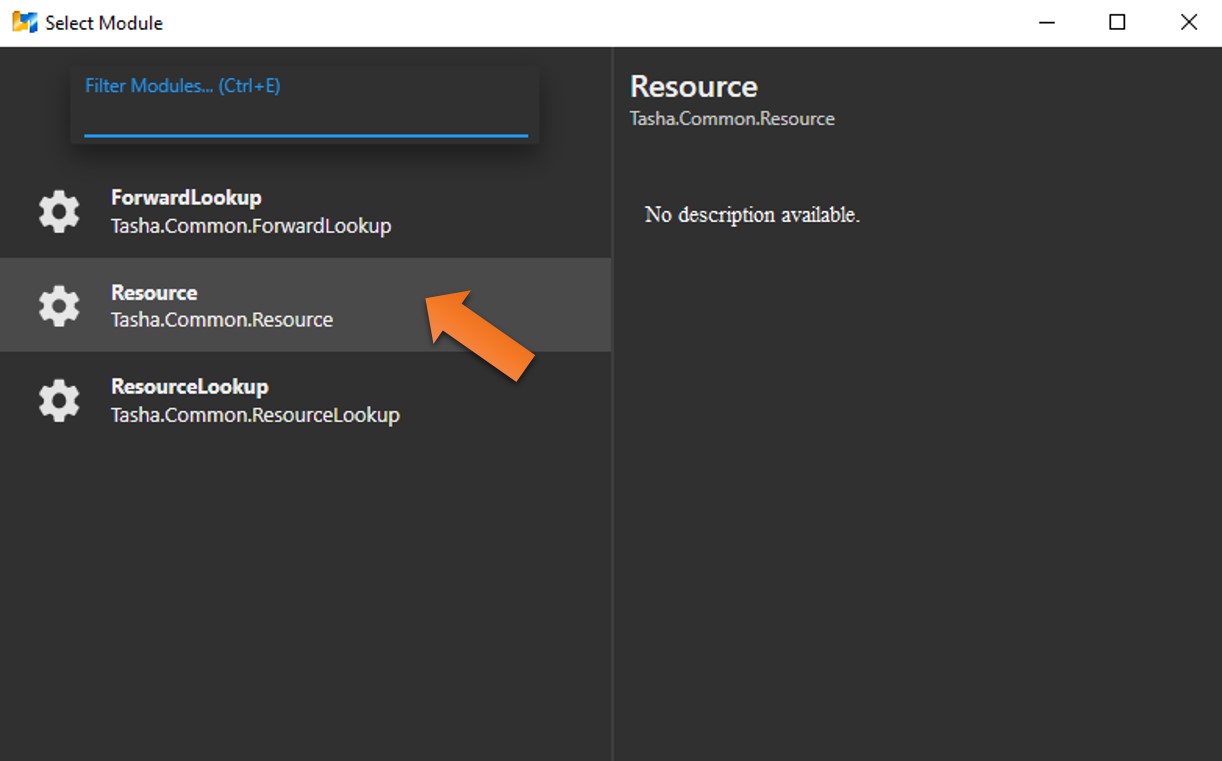 Select Module
Filter Modules... (Ctrl+E)
ForwardLookup
Tasha.Common.ForwardLookup
Resource
Tasha.Common.Resource
ResourceLookup
Tasha.Common.ResourceLookup
Resource
Tasha.Common.Resource
No description available.